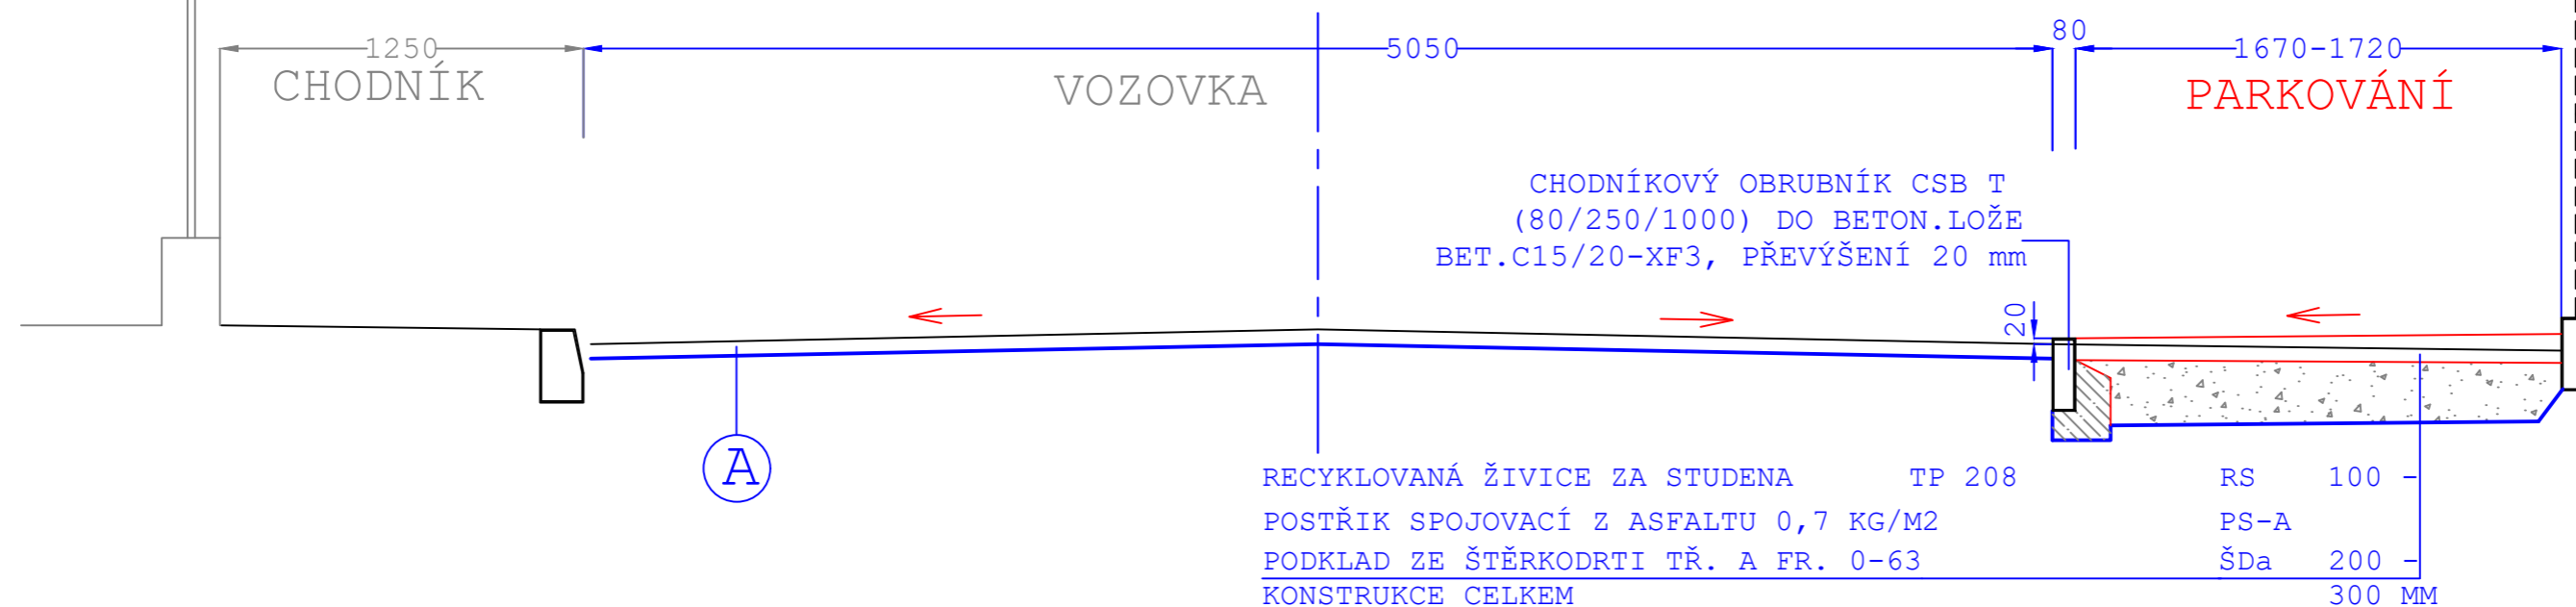 1250
5050
80
1670-1720
CHODNÍK
VOZOVKA
PARKOVÁNÍ
CHODNÍKOVÝ OBRUBNÍK CSB T
(80/250/1000) DO BETON.LOŽE
BET.C15/20-XF3, PŘEVÝŠENÍ 20 mm
20
A
RECYKLOVANÁ ŽIVICE ZA STUDENA TP 208 RS 100 -
POSTŘIK SPOJOVACÍ Z ASFALTU 0,7 KG/M2 PS-A
PODKLAD ZE ŠTĚRKODRTI TŘ. A FR. 0-63 ŠDa 200 -
KONSTRUKCE CELKEM 300 MM